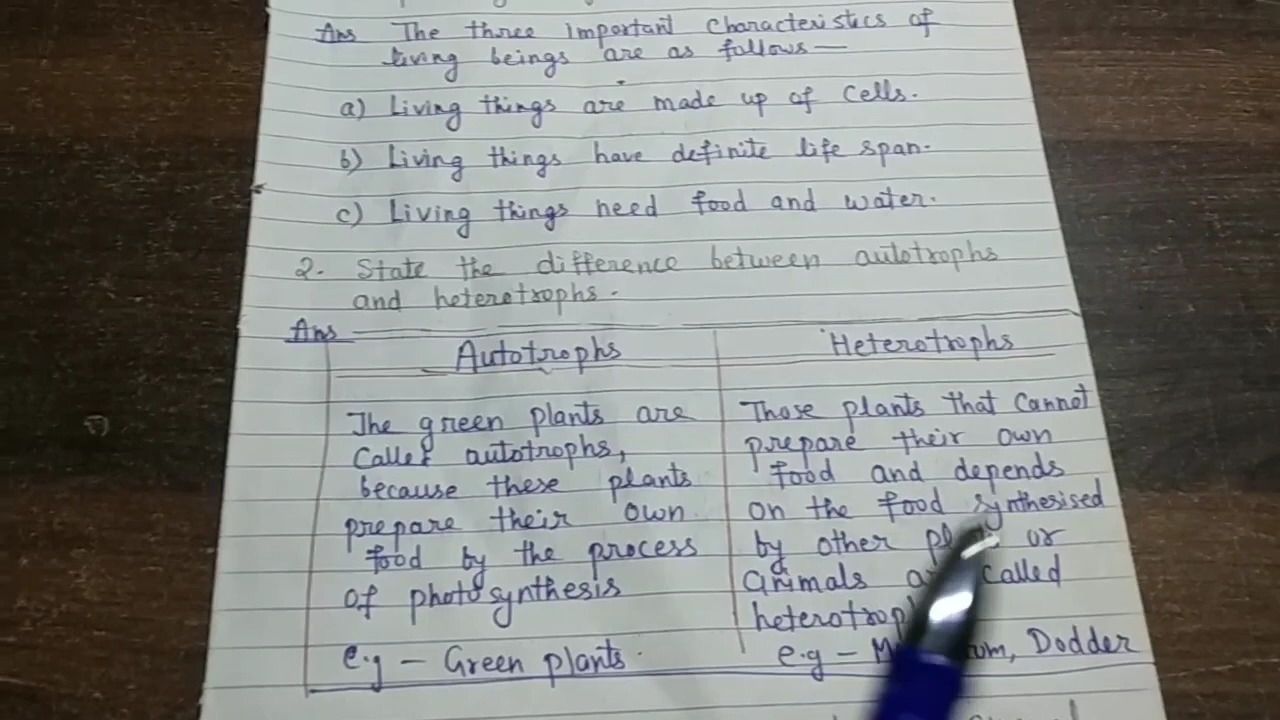 Ans The three important characteristics of
living beings are as follows —
a) Living things are made up of cells.
b) Living things have definite life span.
c) Living things need food and water.
2. State the difference between autotrophs
and heterotrophs.
Ans
Autotrophs
The green plants are
called autotrophs,
because these plants
prepare their own
food by the process
of photosynthesis
e.g – Green plants.
Heterotrophs
Those plants that cannot
prepare their own
food and depends
on the food synthesised
by other or
animals called
e.g – Dodder